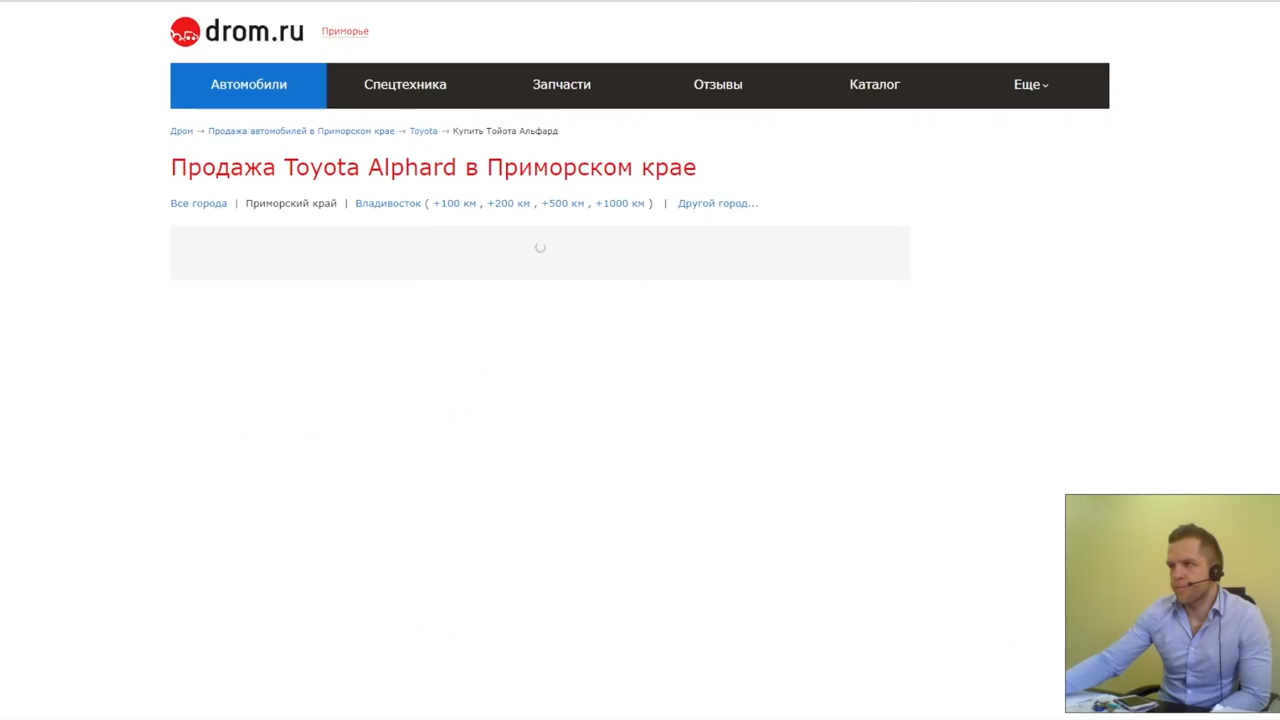 drom.ru Приморье
Автомобили Спецтехника Запчасти Отзывы Каталог Еще
Дром → Продажа автомобилей в Приморском крае → Toyota → Купить Тойота Альфард
Продажа Toyota Alphard в Приморском крае
Все города | Приморский край | Владивосток ( +100 км , +200 км , +500 км , +1000 км ) | Другой город...